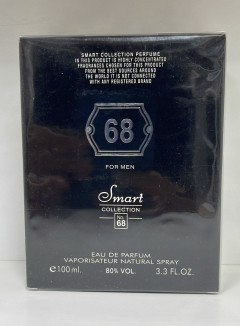 SMART COLLECTION PERFUME
IN THIS PRODUCT IS HIGHLY CONCENTRATED
FRAGRANCES CHOSEN FOR THIS PRODUCT
FROM THE BEST SOURCES AROUND
THE WORLD IT IS NOT CONNECTED
WITH ANY REGISTERED BRAND
68
FOR MEN
Smart
COLLECTION
No.
68
EAU DE PARFUM
VAPORISATEUR NATURAL SPRAY
e100ml. 80% VOL. 3.3 FL.OZ.